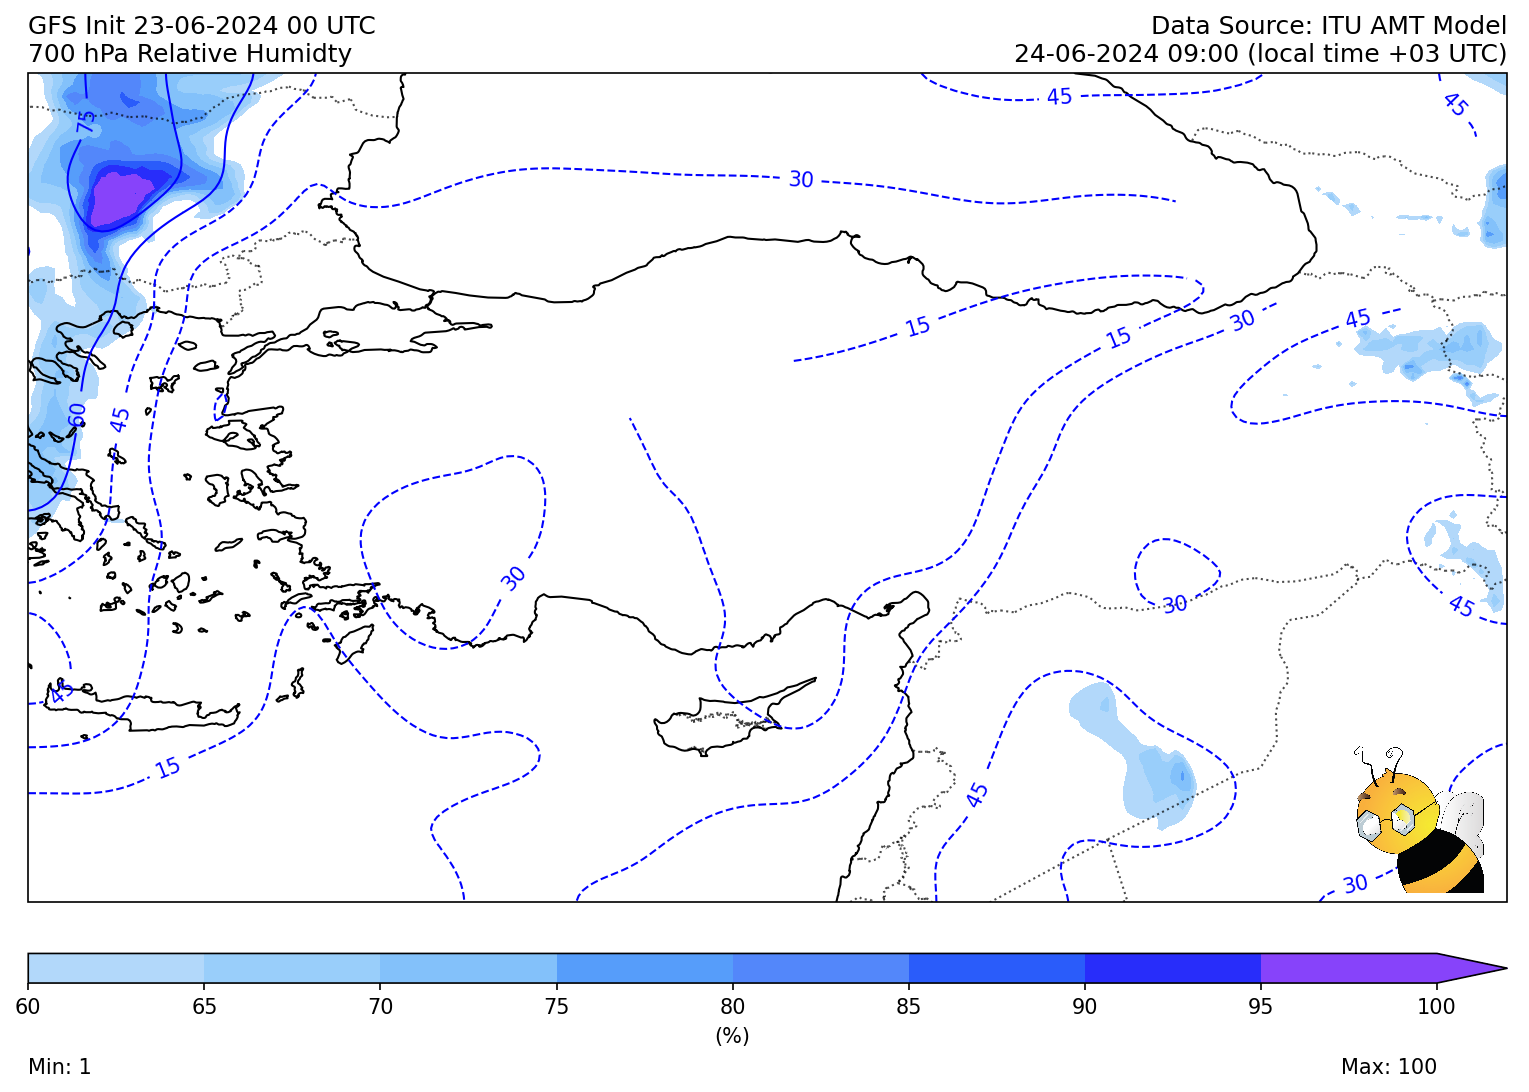 GFS Init 23-06-2024 00 UTC
Data Source: ITU AMT Model
700 hPa Relative Humidty
24-06-2024 09:00 (local time +03 UTC)
75
45
45
30
15
15
30
45
60
45
30
30
45
45
15
45
30
60 65 70 75 80 85 90 95 100
(%)
Min: 1
Max: 100